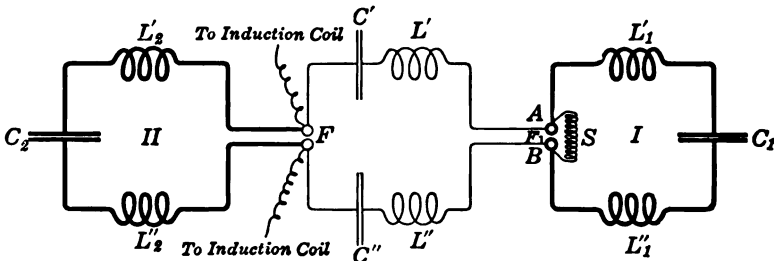 To Induction Coil
C'
L'₂
L'
L'₁
A
C₂
II
F
F₁
S
I
C₁
B
L''₂
L''
L''₁
To Induction Coil
C''